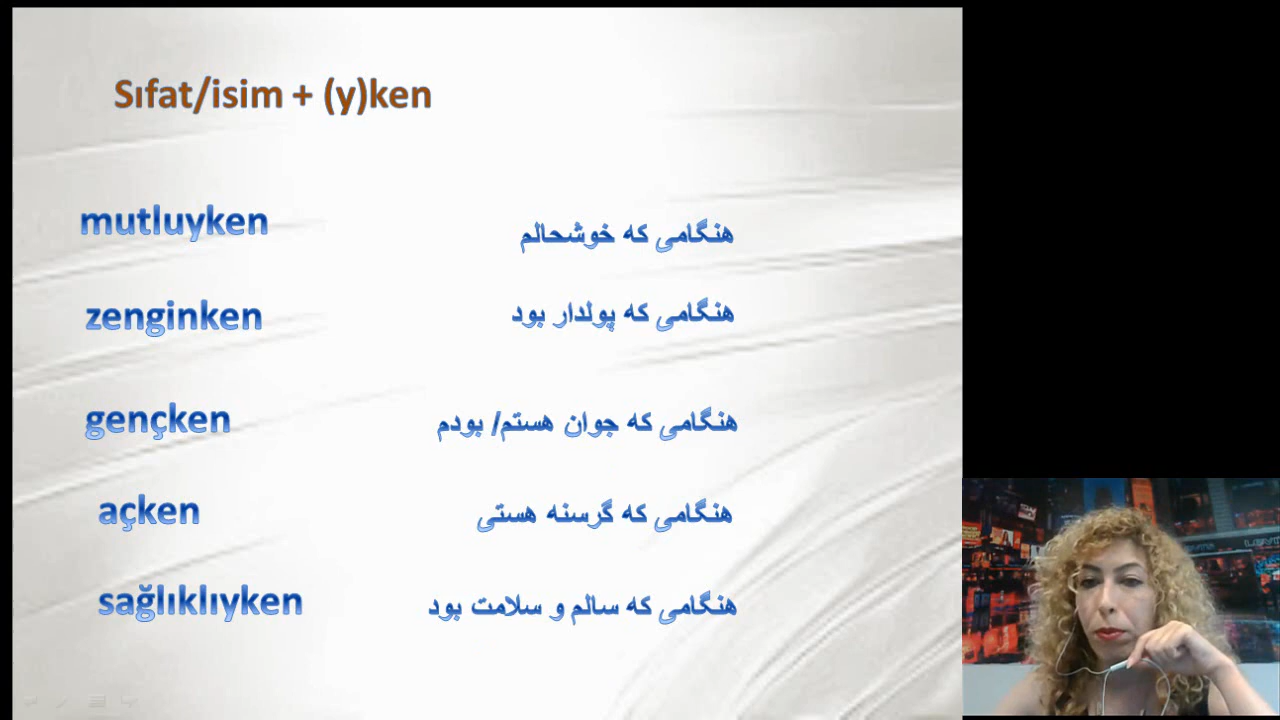 Sıfat/isim + (y)ken
mutluyken
هنگامی که خوشحالم
zenginken
هنگامی که پولدار بود
gençken
هنگامی که جوان هستم/ بودم
açken
هنگامی که گرسنه هستی
sağlıklıyken
هنگامی که سالم و سلامت بود